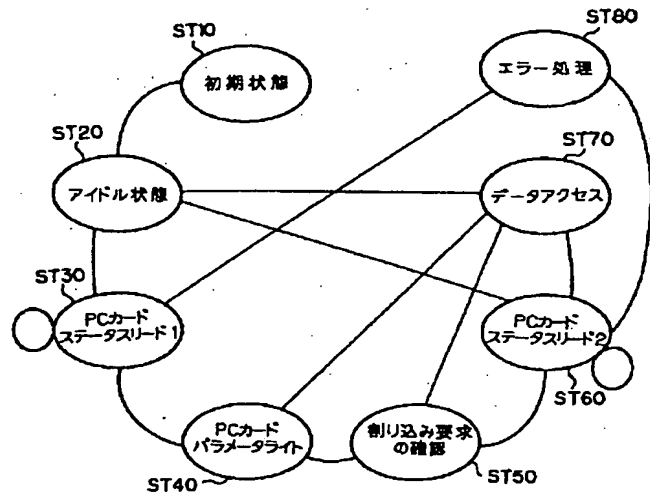 ST10
初期状態
ST80
エラー処理
ST20
アイドル状態
ST70
データアクセス
ST30
PCカード
ステータスリード1
PCカード
ステータスリード2
ST60
PCカード
パラメータライト
ST40
割り込み要求
の確認
ST50